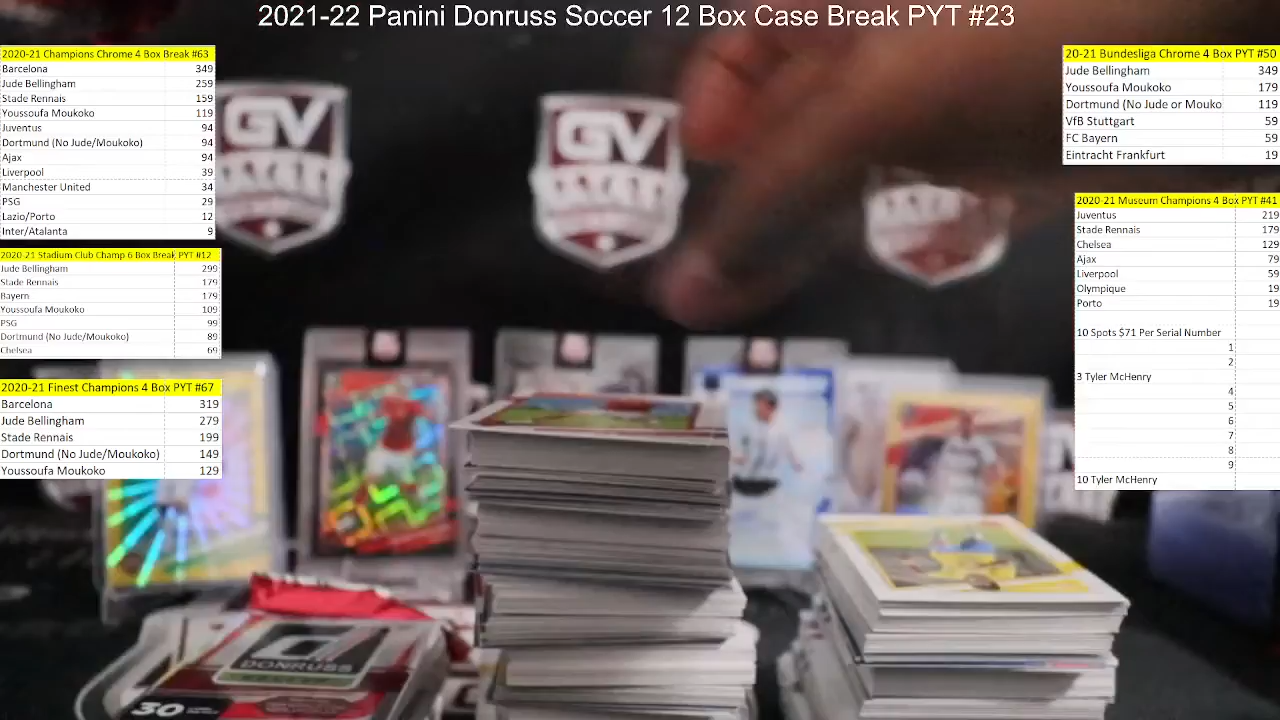 2021-22 Panini Donruss Soccer 12 Box Case Break PYT #23
2020-21 Champions Chrome 4 Box Break #63
Barcelona 349
Jude Bellingham 259
Stade Rennais 159
Youssoufa Moukoko 119
Juventus 94
Dortmund (No Jude/Moukoko) 94
Ajax 94
Liverpool 39
Manchester United 34
PSG 29
Lazio/Porto 12
Inter/Atalanta 9
2020-21 Stadium Club Champ 6 Box Break PYT #12
Jude Bellingham 299
Stade Rennais 179
Bayern 179
Youssoufa Moukoko 109
PSG 99
Dortmund (No Jude/Moukoko) 89
Chelsea 69
2020-21 Finest Champions 4 Box PYT #67
Barcelona 319
Jude Bellingham 279
Stade Rennais 199
Dortmund (No Jude/Moukoko) 149
Youssoufa Moukoko 129
20-21 Bundesliga Chrome 4 Box PYT #50
Jude Bellingham 349
Youssoufa Moukoko 179
Dortmund (No Jude or Mouko 119
VfB Stuttgart 59
FC Bayern 59
Eintracht Frankfurt 19
2020-21 Museum Champions 4 Box PYT #41
Juventus 219
Stade Rennais 179
Chelsea 129
Ajax 79
Liverpool 59
Olympique 19
Porto 19
10 Spots $71 Per Serial Number
1
2
3 Tyler McHenry
4
5
6
7
8
9
10 Tyler McHenry
GV
GV
DONRUSS
30